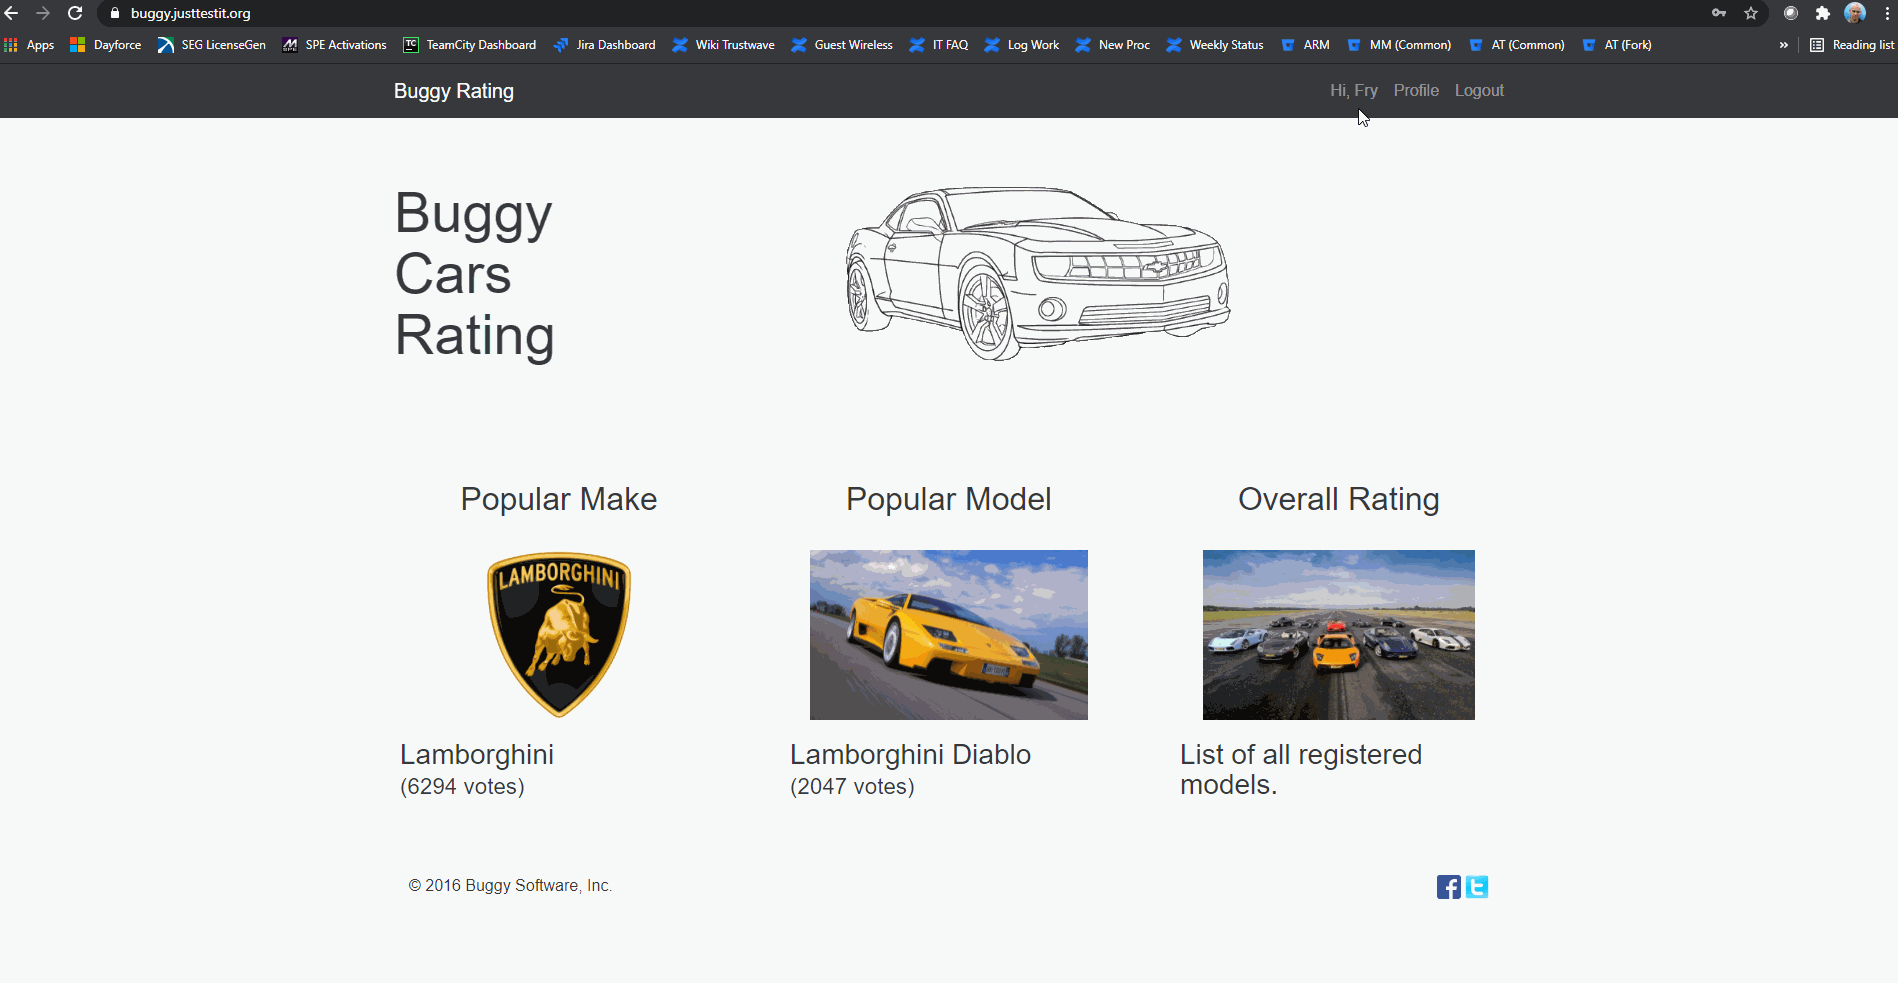 buggy.justtestit.org
Apps Dayforce SEG LicenseGen SPE Activations TC TeamCity Dashboard Jira Dashboard Wiki Trustwave Guest Wireless IT FAQ Log Work New Proc Weekly Status ARM MM (Common) AT (Common) AT (Fork) » Reading list
Buggy Rating Hi, Fry Profile Logout
Buggy
Cars
Rating
Popular Make
LAMBORGHINI
Lamborghini
(6294 votes)
Popular Model
Lamborghini Diablo
(2047 votes)
Overall Rating
List of all registered
models.
© 2016 Buggy Software, Inc.